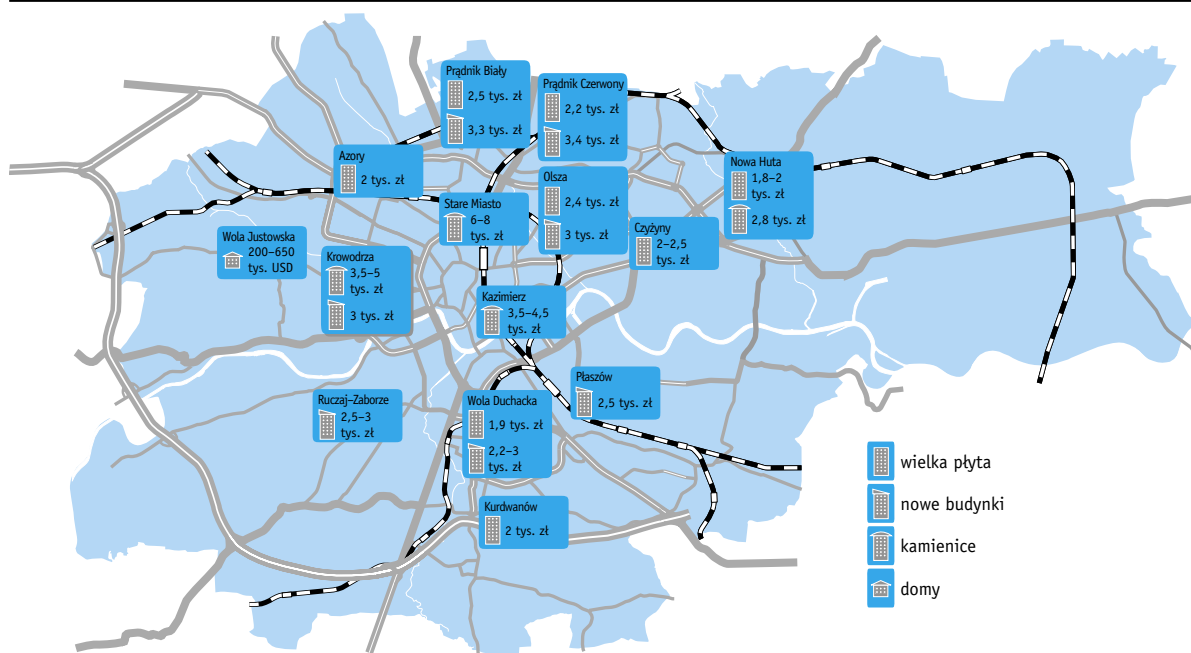 Prądnik Biały
2,5 tys. zł
3,3 tys. zł
Prądnik Czerwony
2,2 tys. zł
3,4 tys. zł
Azory
2 tys. zł
Olsza
2,4 tys. zł
3 tys. zł
Nowa Huta
1,8–2
tys. zł
2,8 tys. zł
Stare Miasto
6–8
tys. zł
Czyżyny
2–2,5
tys. zł
Wola Justowska
200–650
tys. USD
Krowodrza
3,5–5
tys. zł
3 tys. zł
Kazimierz
3,5–4,5
tys. zł
Płaszów
2,5 tys. zł
Ruczaj–Zaborze
2,5–3
tys. zł
Wola Duchacka
1,9 tys. zł
2,2–3
tys. zł
Kurdwanów
2 tys. zł
wielka płyta
nowe budynki
kamienice
domy